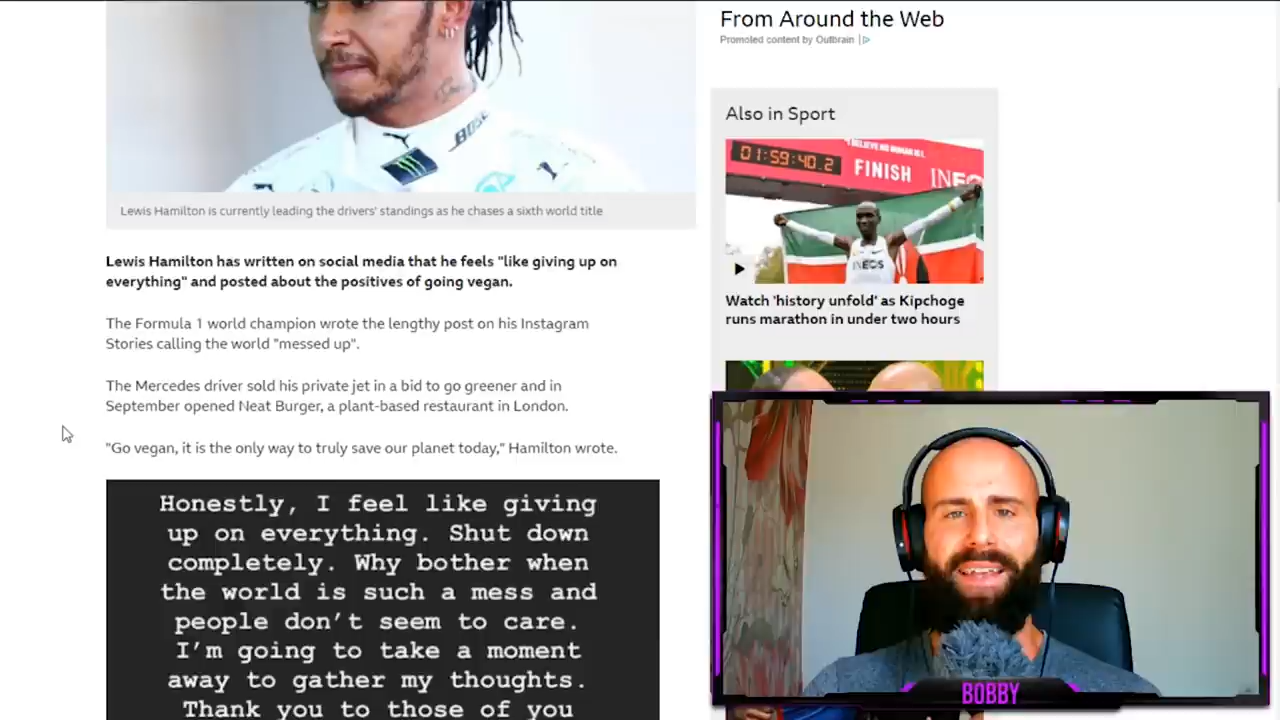 From Around the Web
Promoted content by Outbrain
Also in Sport
BOSE
01:59:40.2
FINISH
INEOS
Lewis Hamilton is currently leading the drivers' standings as he chases a sixth world title
Lewis Hamilton has written on social media that he feels "like giving up on
everything" and posted about the positives of going vegan.
Watch 'history unfold' as Kipchoge
runs marathon in under two hours
The Formula 1 world champion wrote the lengthy post on his Instagram
Stories calling the world "messed up".
The Mercedes driver sold his private jet in a bid to go greener and in
September opened Neat Burger, a plant-based restaurant in London.
"Go vegan, it is the only way to truly save our planet today," Hamilton wrote.
Honestly, I feel like giving
up on everything. Shut down
completely. Why bother when
the world is such a mess and
people don't seem to care.
I'm going to take a moment
away to gather my thoughts.
Thank you to those of you
BOBBY